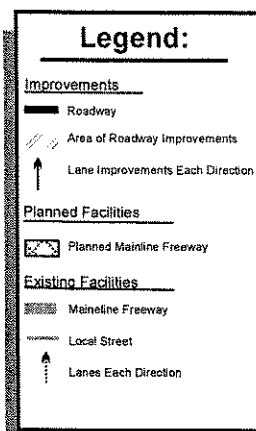 Legend:
Improvements
Roadway
Area of Roadway Improvements
Lane Improvements Each Direction
Planned Facilities
Planned Mainline Freeway
Existing Facilities
Maineline Freeway
Local Street
Lanes Each Direction